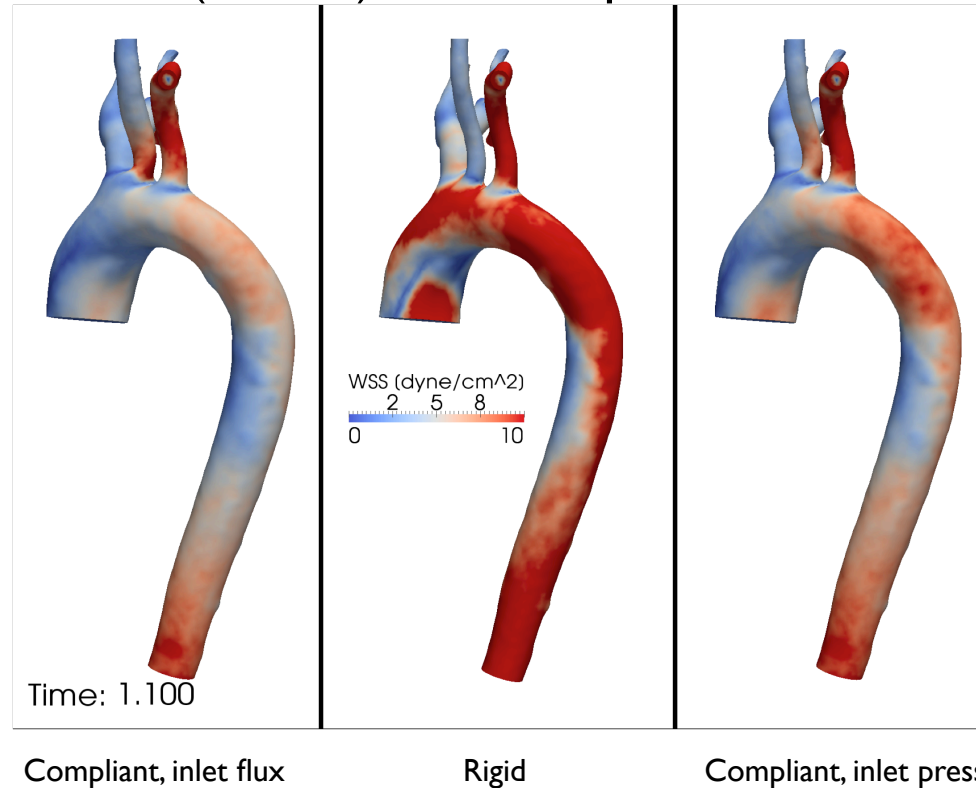 WSS (dyne/cm^2)
2 5 8
0 10
Time: 1.100
Compliant, inlet flux
Rigid
Compliant, inlet press